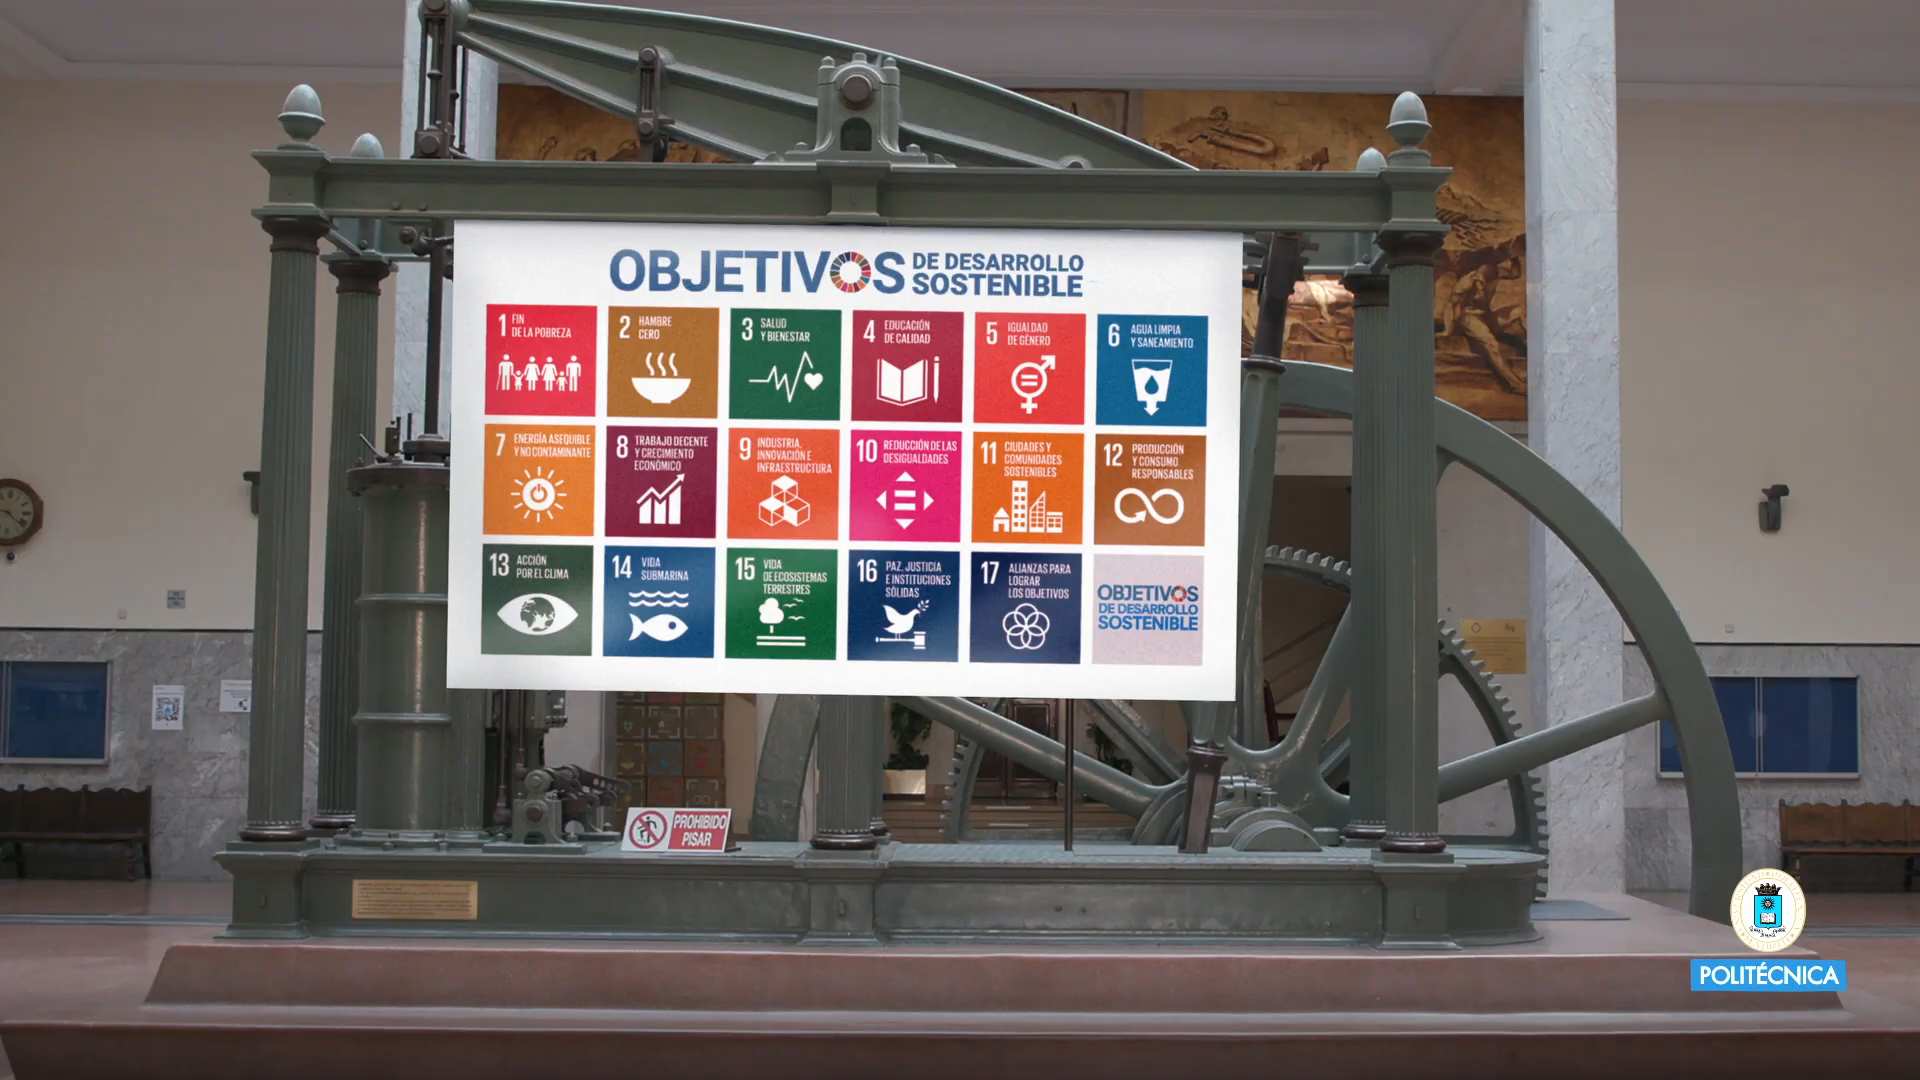 OBJETIVOS DE DESARROLLO
SOSTENIBLE
1 FIN
DE LA POBREZA
2 HAMBRE
CERO
3 SALUD
Y BIENESTAR
4 EDUCACIÓN
DE CALIDAD
5 IGUALDAD
DE GÉNERO
6 AGUA LIMPIA
Y SANEAMIENTO
7 ENERGÍA ASEQUIBLE
Y NO CONTAMINANTE
8 TRABAJO DECENTE
Y CRECIMIENTO
ECONÓMICO
9 INDUSTRIA,
INNOVACIÓN E
INFRAESTRUCTURA
10 REDUCCIÓN DE LAS
DESIGUALDADES
11 CIUDADES Y
COMUNIDADES
SOSTENIBLES
12 PRODUCCIÓN
Y CONSUMO
RESPONSABLES
13 ACCIÓN
POR EL CLIMA
14 VIDA
SUBMARINA
15 VIDA
DE ECOSISTEMAS
TERRESTRES
16 PAZ, JUSTICIA
E INSTITUCIONES
SÓLIDAS
17 ALIANZAS PARA
LOGRAR
LOS OBJETIVOS
OBJETIVOS
DE DESARROLLO
SOSTENIBLE
PROHIBIDO
PISAR
POLITÉCNICA